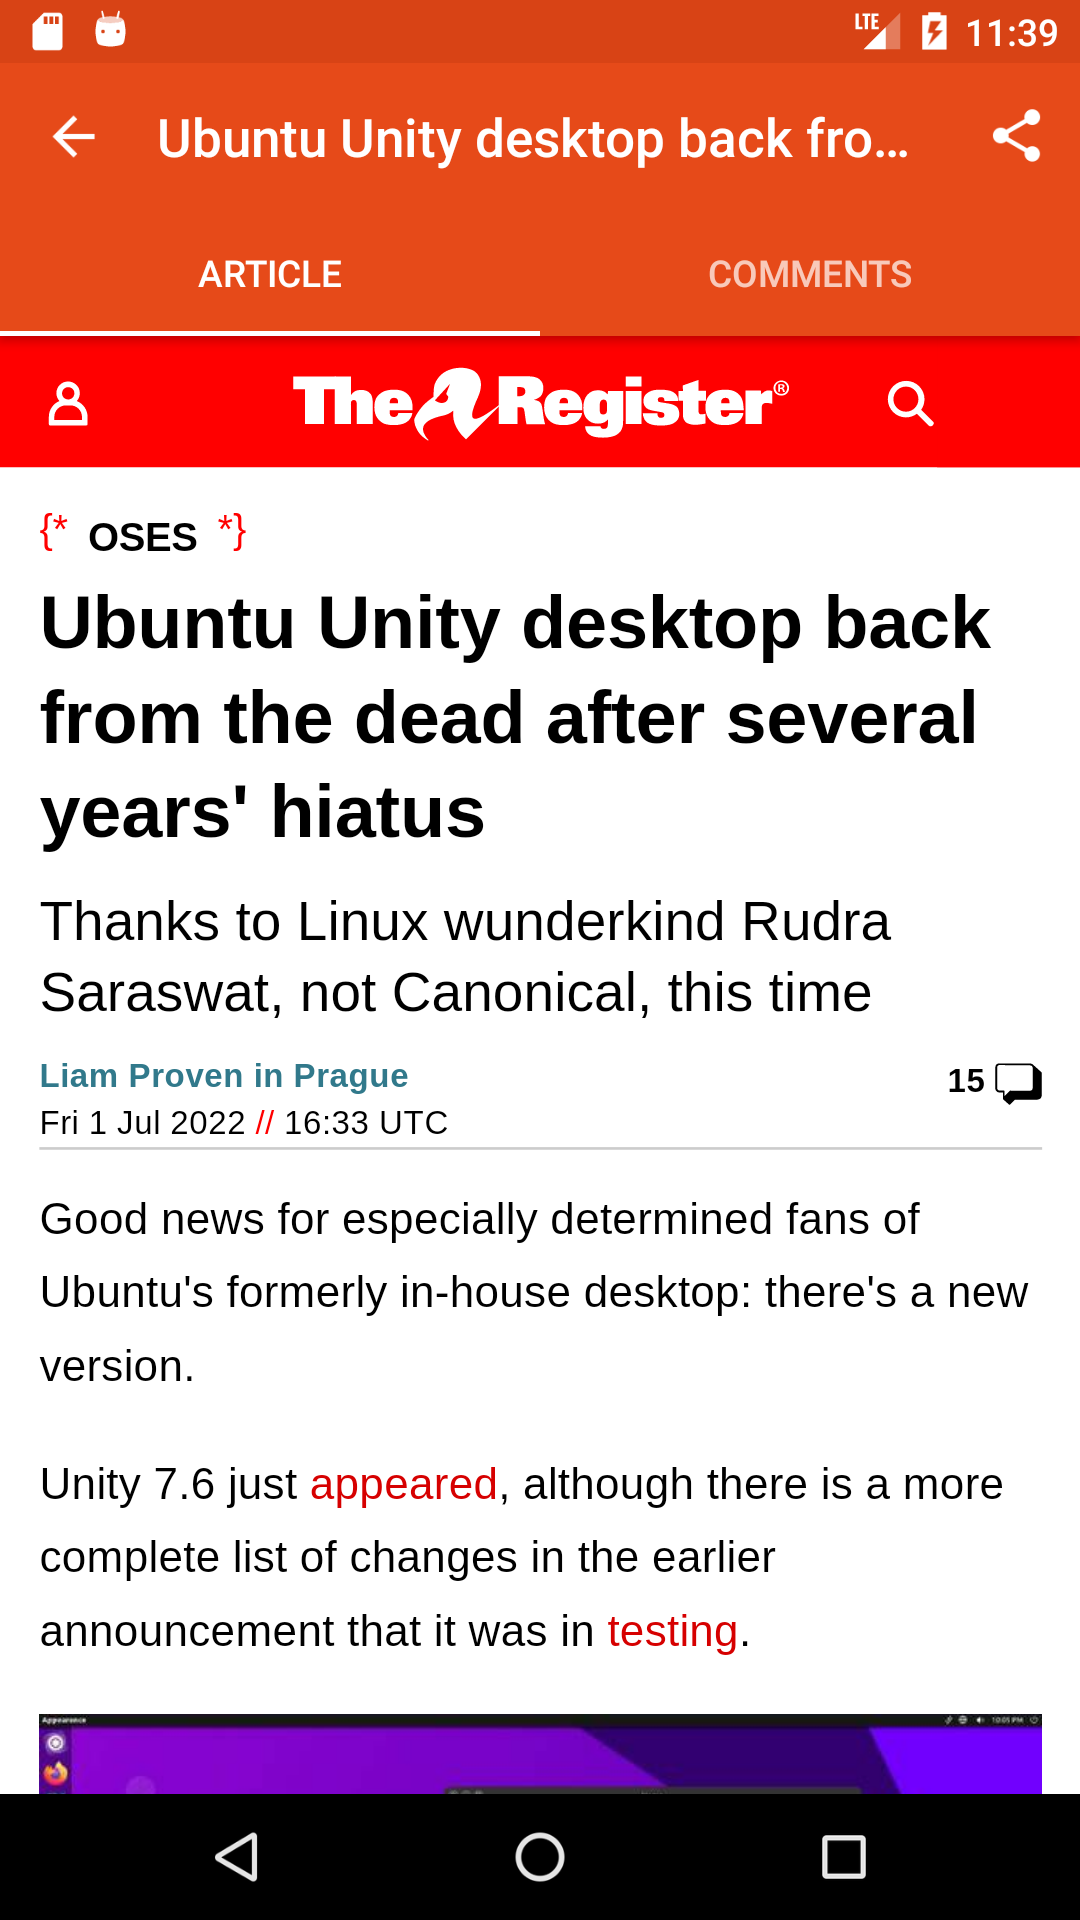 LTE 11:39
Ubuntu Unity desktop back fro...
ARTICLE COMMENTS
The Register®
{* OSES *}
Ubuntu Unity desktop back
from the dead after several
years' hiatus
Thanks to Linux wunderkind Rudra
Saraswat, not Canonical, this time
Liam Proven in Prague 15
Fri 1 Jul 2022 // 16:33 UTC
Good news for especially determined fans of
Ubuntu's formerly in-house desktop: there's a new
version.
Unity 7.6 just appeared, although there is a more
complete list of changes in the earlier
announcement that it was in testing.
Appearance 10:05 PM